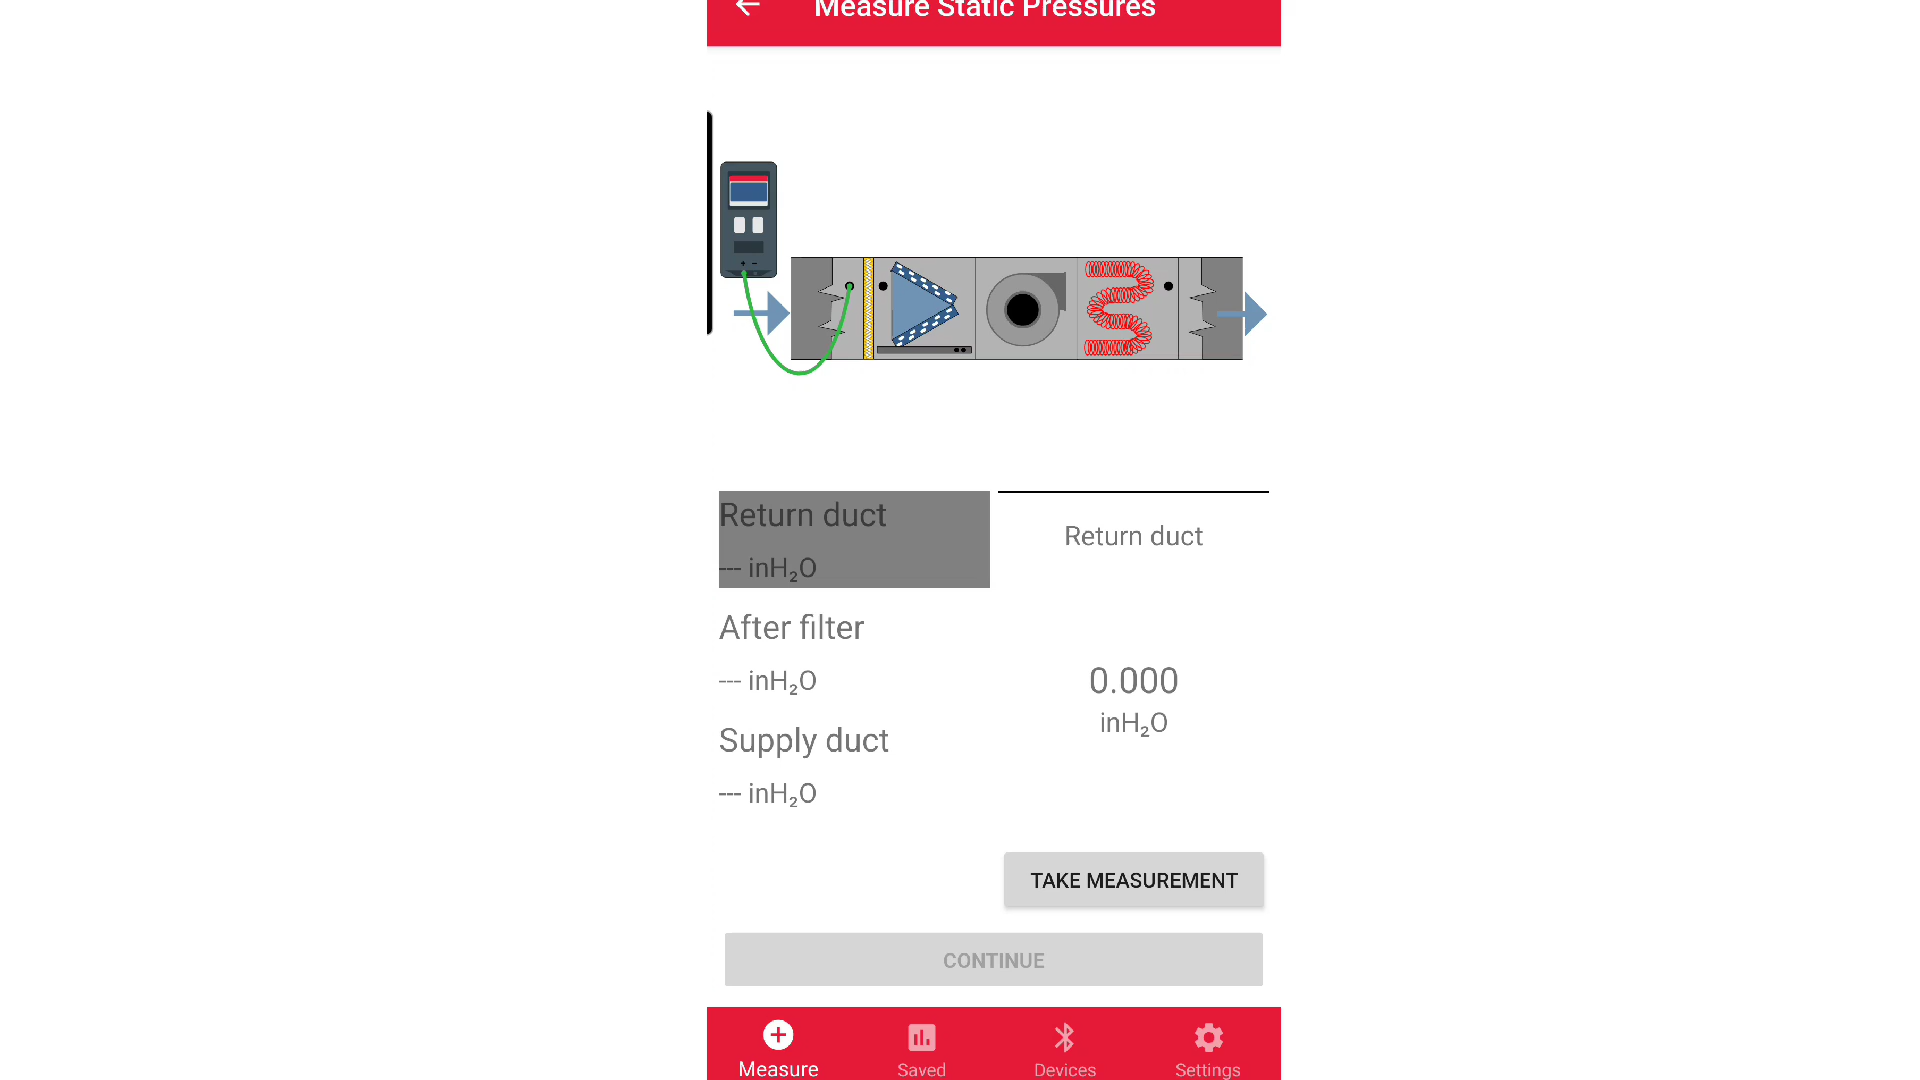 Measure Static Pressures
+ −
Return duct
--- inH₂O
After filter
--- inH₂O
Supply duct
--- inH₂O
Return duct
0.000
inH₂O
TAKE MEASUREMENT
CONTINUE
Measure
Saved
Devices
Settings